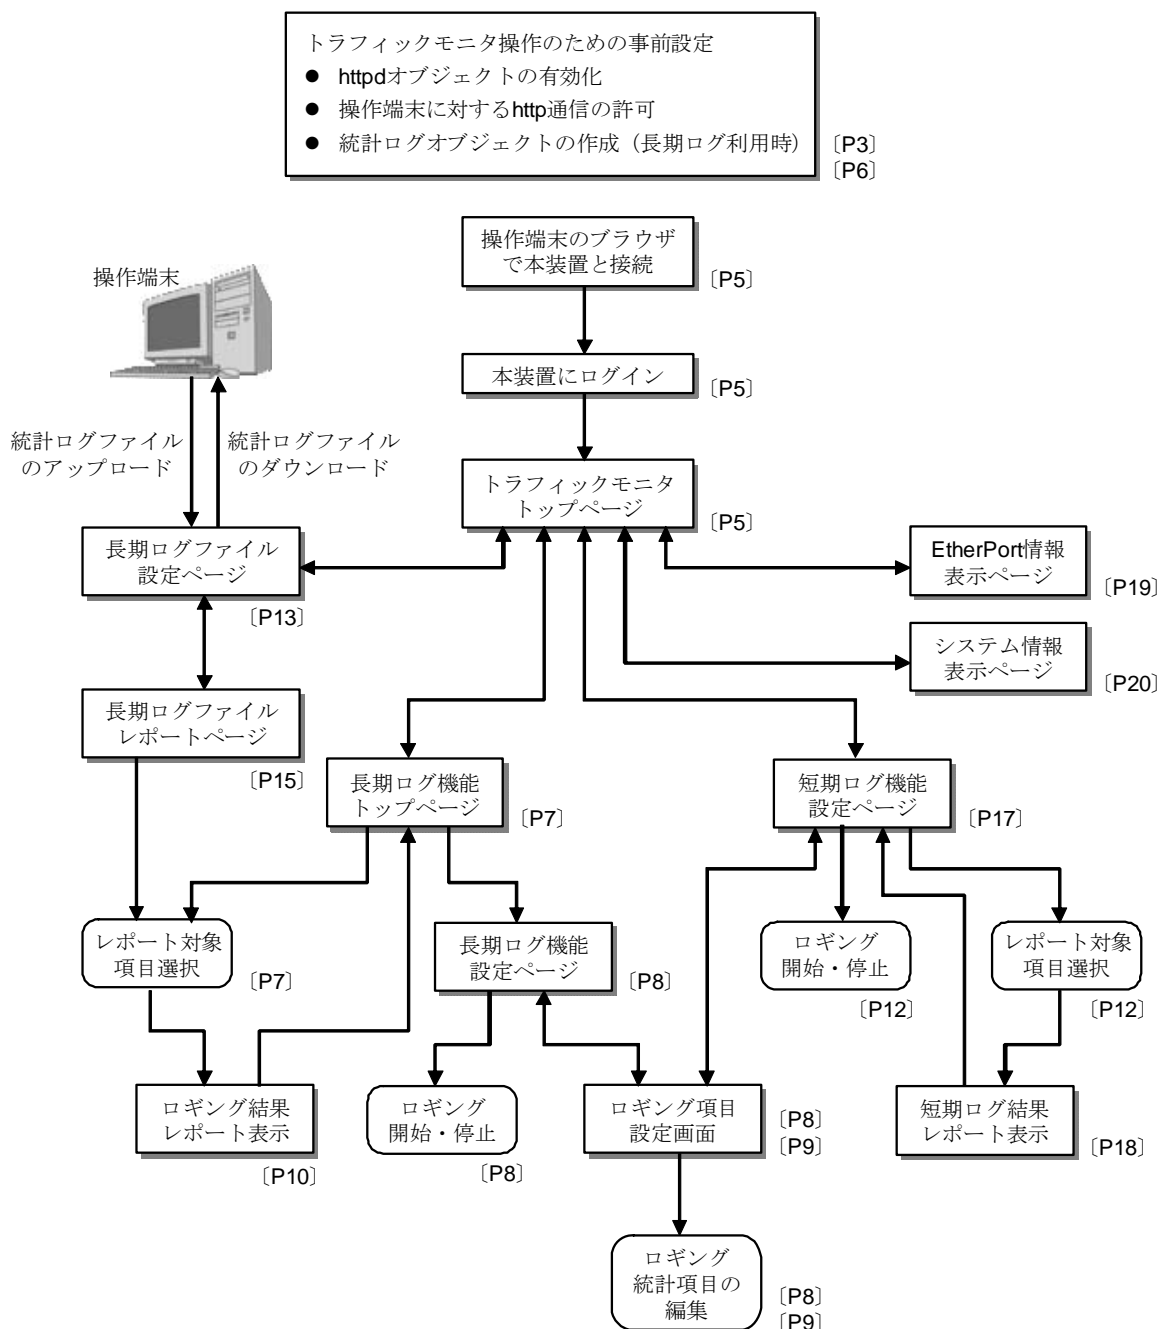 トラフィックモニタ操作のための事前設定
● httpdオブジェクトの有効化
● 操作端末に対するhttp通信の許可
● 統計ログオブジェクトの作成（長期ログ利用時）
〔P3〕
〔P6〕
操作端末のブラウザ
で本装置と接続
〔P5〕
操作端末
本装置にログイン
〔P5〕
統計ログファイル
のアップロード
統計ログファイル
のダウンロード
トラフィックモニタ
トップページ
〔P5〕
長期ログファイル
設定ページ
〔P13〕
EtherPort情報
表示ページ
〔P19〕
システム情報
表示ページ
〔P20〕
長期ログファイル
レポートページ
〔P15〕
長期ログ機能
トップページ
〔P7〕
短期ログ機能
設定ページ
〔P17〕
レポート対象
項目選択
〔P7〕
長期ログ機能
設定ページ
〔P8〕
ロギング
開始・停止
〔P12〕
レポート対象
項目選択
〔P12〕
ロギング結果
レポート表示
〔P10〕
ロギング
開始・停止
〔P8〕
ロギング項目
設定画面
〔P8〕
〔P9〕
短期ログ結果
レポート表示
〔P18〕
ロギング
統計項目の
編集
〔P8〕
〔P9〕